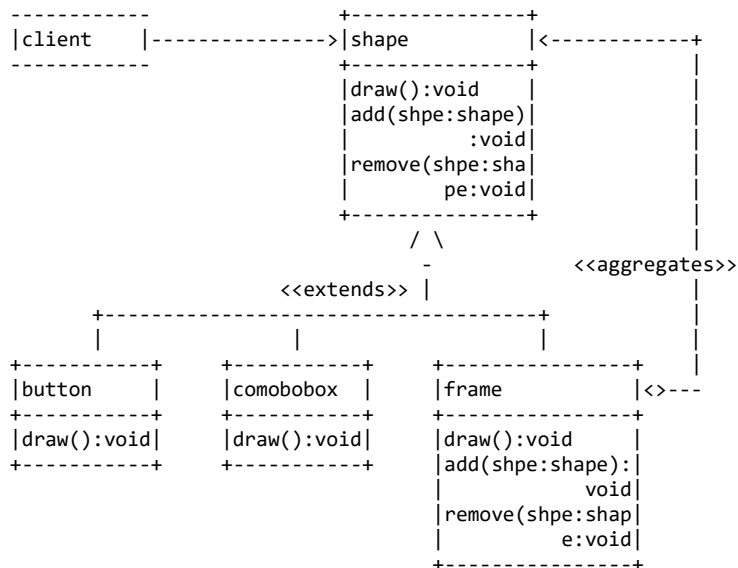 client shape
draw():void
add(shpe:shape)
:void
remove(shpe:sha
pe:void
<<aggregates>>
<<extends>>
button comobobox frame
draw():void draw():void draw():void
add(shpe:shape):
void
remove(shpe:shap
e:void